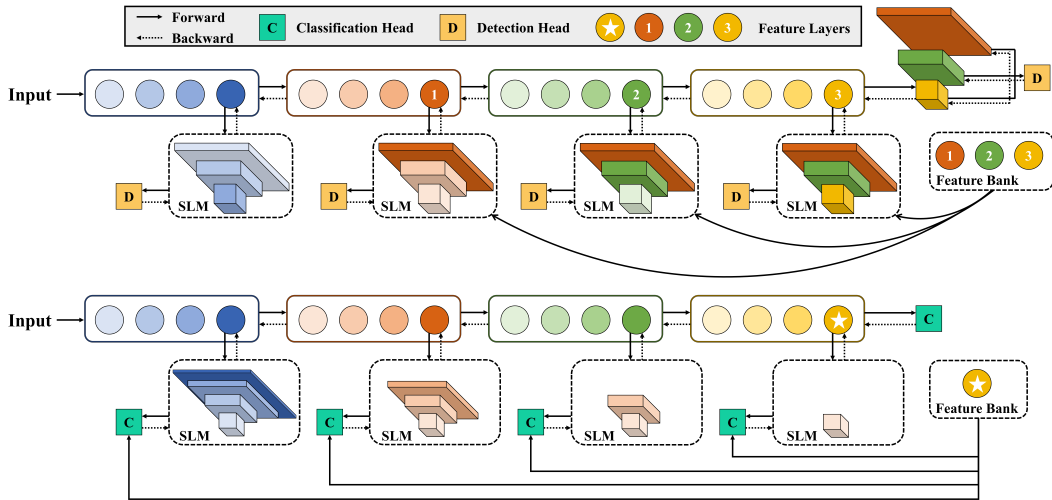 Forward
Backward
C Classification Head
D Detection Head
1 2 3 Feature Layers
Input
1 2 3
D
D SLM
D SLM
D SLM
D SLM
1 2 3
Feature Bank
Input
C
C SLM
C SLM
C SLM
C SLM
Feature Bank